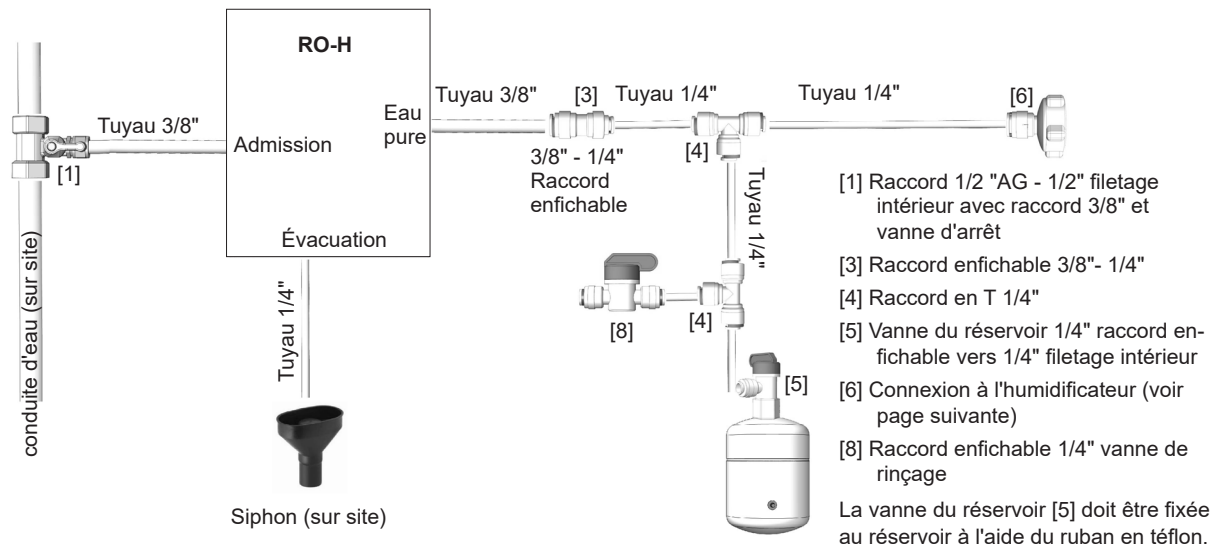 RO-H
Tuyau 3/8"
[1]
Admission
Eau
pure
Évacuation
conduite d'eau (sur site)
Tuyau 1/4"
Siphon (sur site)
Tuyau 3/8"
[3]
3/8" - 1/4"
Raccord
enfichable
Tuyau 1/4"
[4]
Tuyau 1/4"
[6]
Tuyau 1/4"
[8]
[4]
[5]
[1] Raccord 1/2 "AG - 1/2" filetage
intérieur avec raccord 3/8" et
vanne d'arrêt
[3] Raccord enfichable 3/8"- 1/4"
[4] Raccord en T 1/4"
[5] Vanne du réservoir 1/4" raccord en-
fichable vers 1/4" filetage intérieur
[6] Connexion à l'humidificateur (voir
page suivante)
[8] Raccord enfichable 1/4" vanne de
rinçage
La vanne du réservoir [5] doit être fixée
au réservoir à l'aide du ruban en téflon.